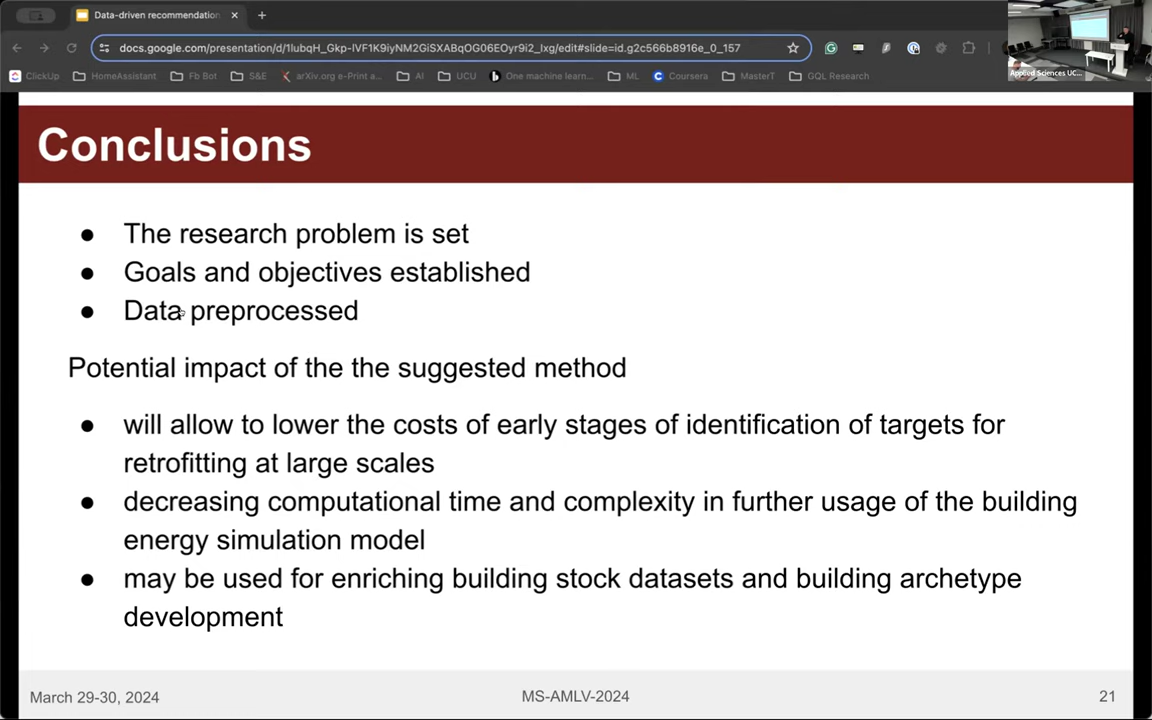 Data-driven recommendation
docs.google.com/presentation/d/1lubqH_Gkp-IVF1K9iyNM2GiSXABqOG06EOyr9i2_lxg/edit#slide=id.g2c566b8916e_0_157
ClickUp HomeAssistant Fb Bot S&E arXiv.org e-Print a... AI UCU One machine learn... ML Coursera MasterT GQL Research
Applied Sciences UC...
Conclusions
● The research problem is set
● Goals and objectives established
● Data preprocessed
Potential impact of the the suggested method
● will allow to lower the costs of early stages of identification of targets for
retrofitting at large scales
● decreasing computational time and complexity in further usage of the building
energy simulation model
● may be used for enriching building stock datasets and building archetype
development
March 29-30, 2024
MS-AMLV-2024
21